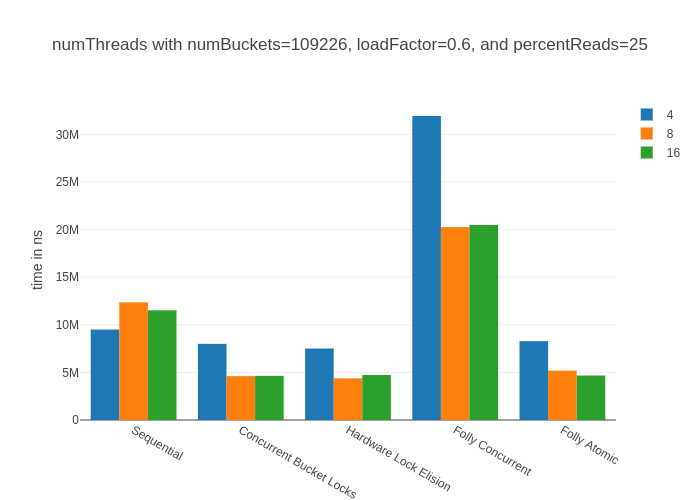 numThreads with numBuckets=109226, loadFactor=0.6, and percentReads=25
4
8
16
30M
25M
20M
15M
10M
5M
0
time in ns
Sequential
Concurrent Bucket Locks
Hardware Lock Elision
Folly Concurrent
Folly Atomic